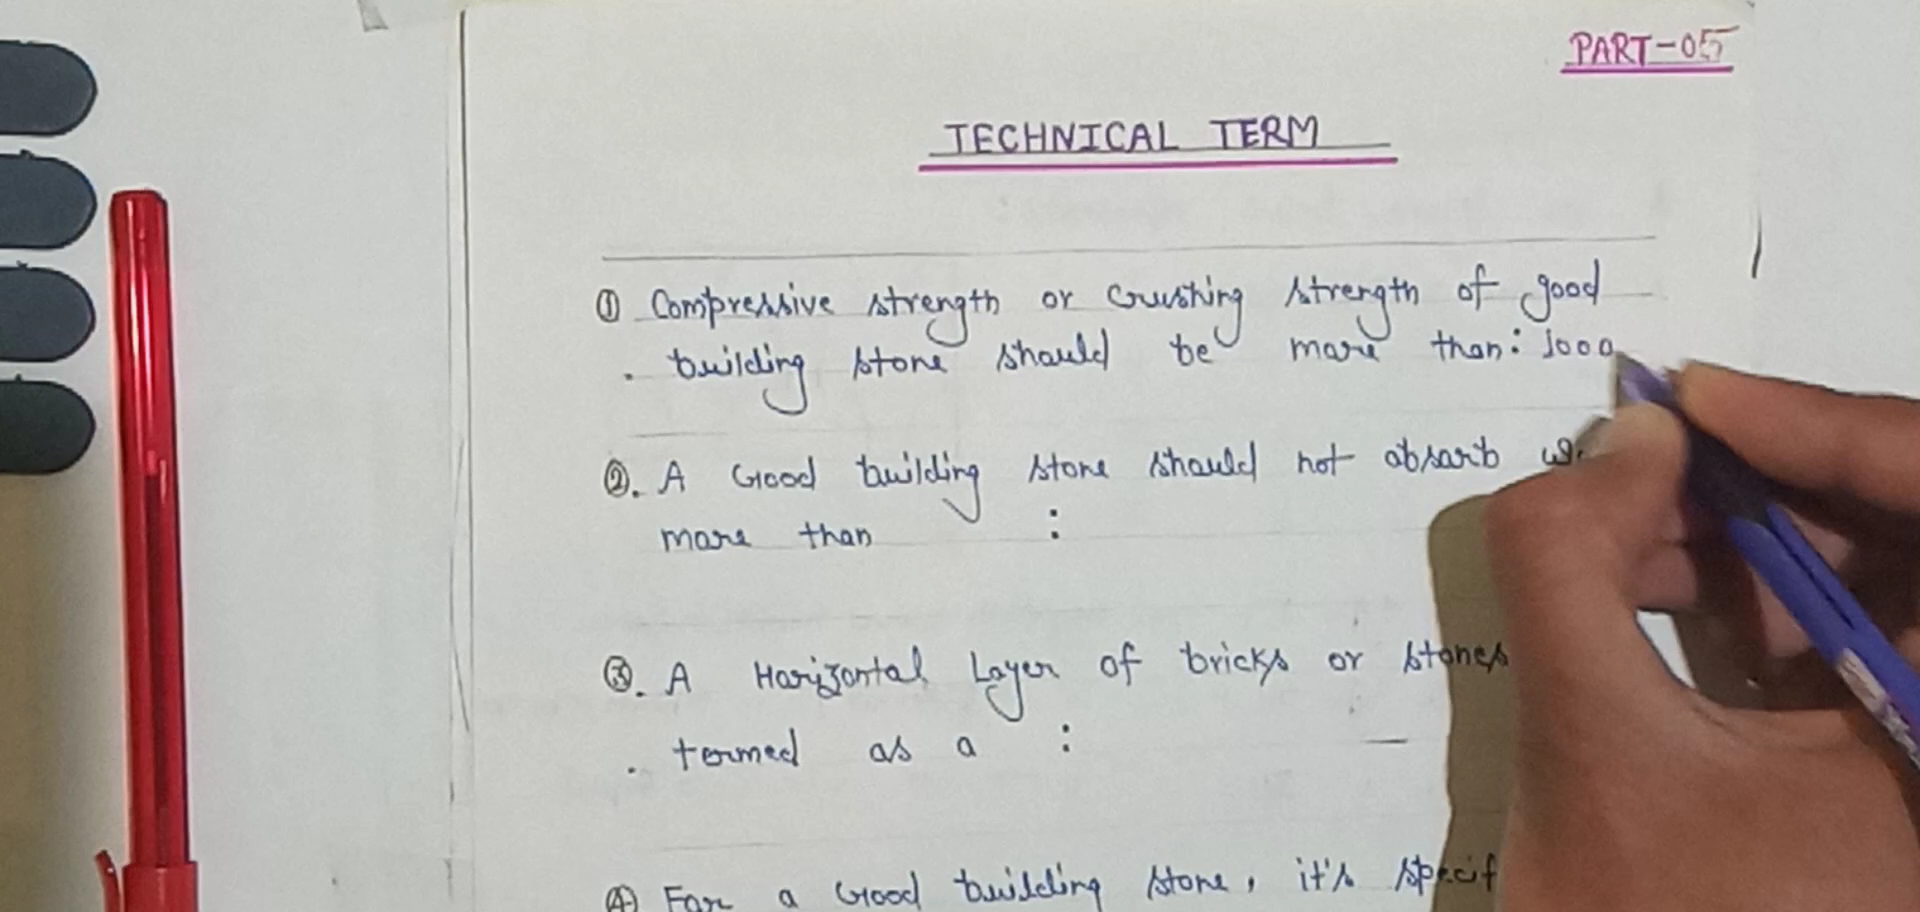 PART-05
TECHNICAL TERM
① Compressive strength or Crushing strength of good
. building stone should be more than: 1000
②. A Good building stone should not absorb
more than :
③. A Horizontal Layer of bricks or stones
. termed as a : —
④ For a Good building stone, it's specif